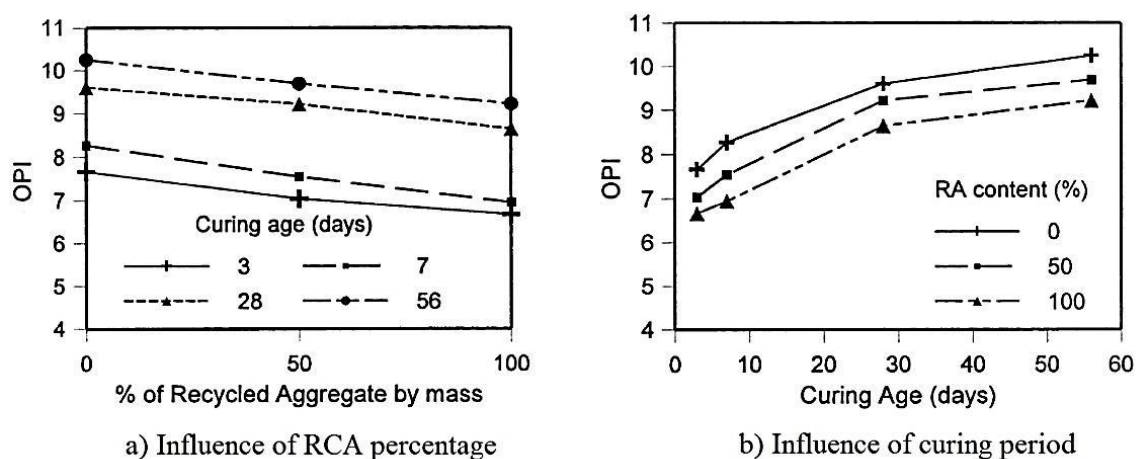 11
10
9
8
7
6
5
4
OPI
Curing age (days)
3 7
28 56
0 50 100
% of Recycled Aggregate by mass
a) Influence of RCA percentage
11
10
9
8
7
6
5
4
OPI
RA content (%)
0
50
100
0 10 20 30 40 50 60
Curing Age (days)
b) Influence of curing period